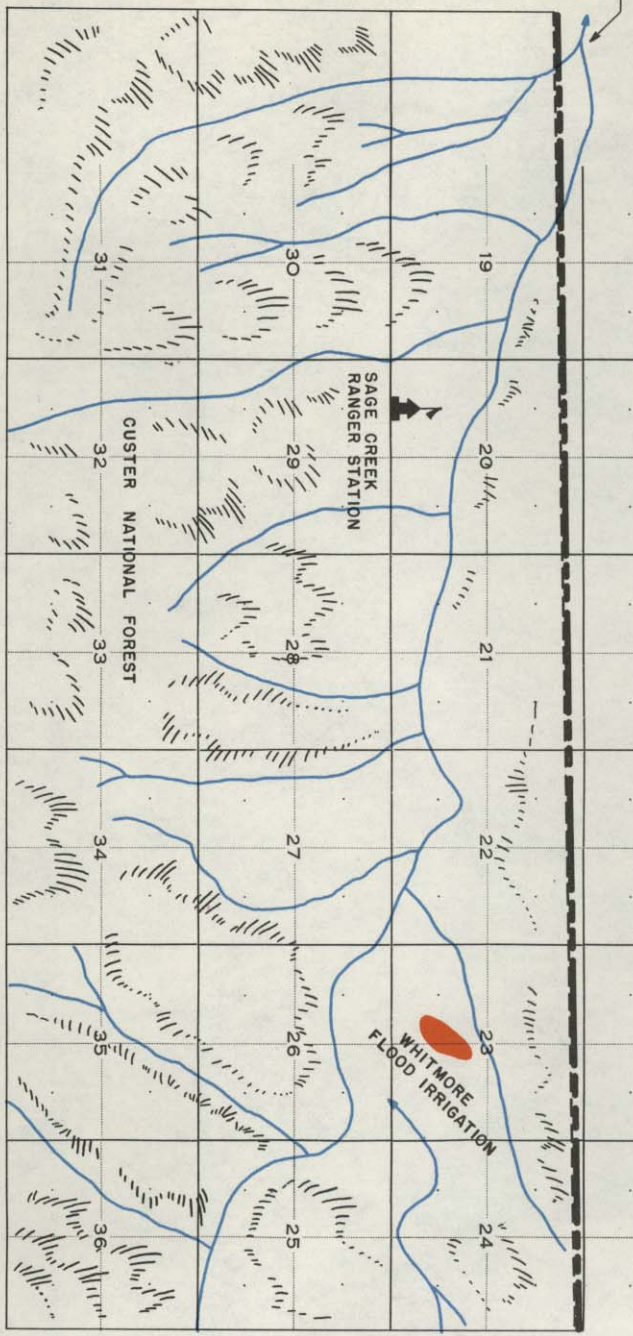 19 20 21 22 23 24
WHITMORE
FLOOD IRRIGATION
SAGE CREEK
RANGER STATION
30 29 28 27 26 25
CUSTER NATIONAL FOREST
31 32 33 34 35 36